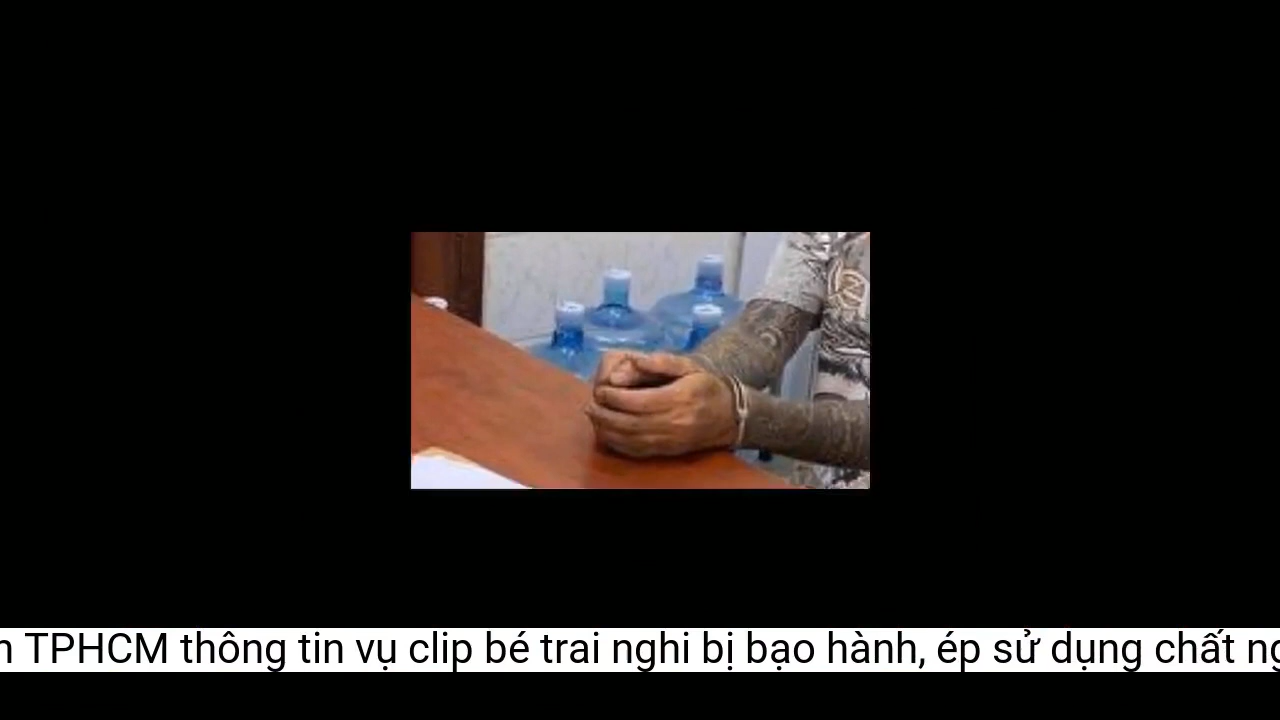 TPHCM thông tin vụ clip bé trai nghi bị bạo hành, ép sử dụng chất